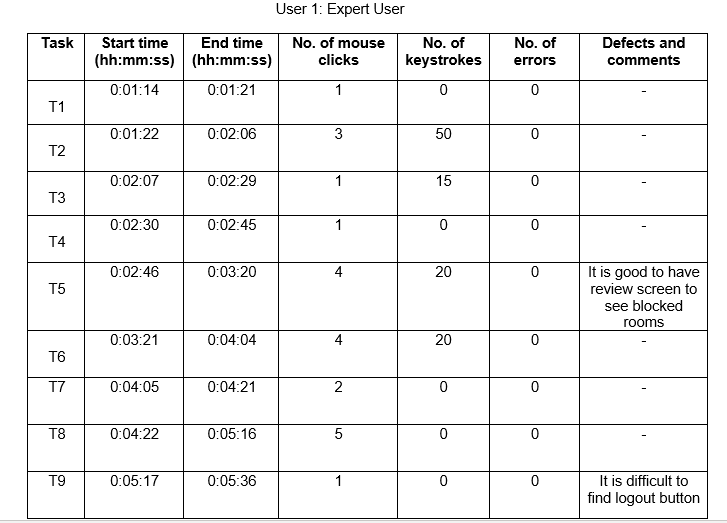 User 1: Expert User
Task Start time (hh:mm:ss) End time (hh:mm:ss) No. of mouse clicks No. of keystrokes No. of errors Defects and comments
T1 0:01:14 0:01:21 1 0 0 -
T2 0:01:22 0:02:06 3 50 0 -
T3 0:02:07 0:02:29 1 15 0 -
T4 0:02:30 0:02:45 1 0 0 -
T5 0:02:46 0:03:20 4 20 0 It is good to have review screen to see blocked rooms
T6 0:03:21 0:04:04 4 20 0 -
T7 0:04:05 0:04:21 2 0 0 -
T8 0:04:22 0:05:16 5 0 0 -
T9 0:05:17 0:05:36 1 0 0 It is difficult to find logout button